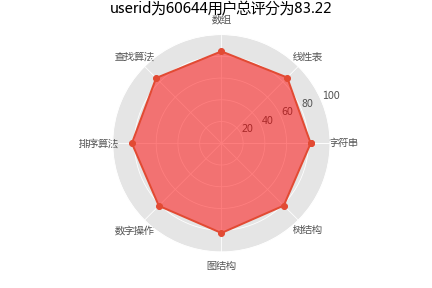 userid为60644用户总评分为83.22
数组
查找算法
线性表
100
80
60
40
20
排序算法
字符串
数字操作
树结构
图结构